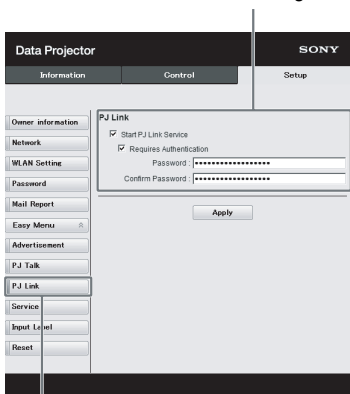 Data Projector
SONY
Information
Control
Setup
Owner information
Network
WLAN Setting
Password
Mail Report
Easy Menu
Advertisement
PJ Talk
PJ Link
Service
Input Label
Reset
PJ Link
Start PJ Link Service
Requires Authentication
Password : ••••••••••••••••••
Confirm Password : ••••••••••••••••••
Apply